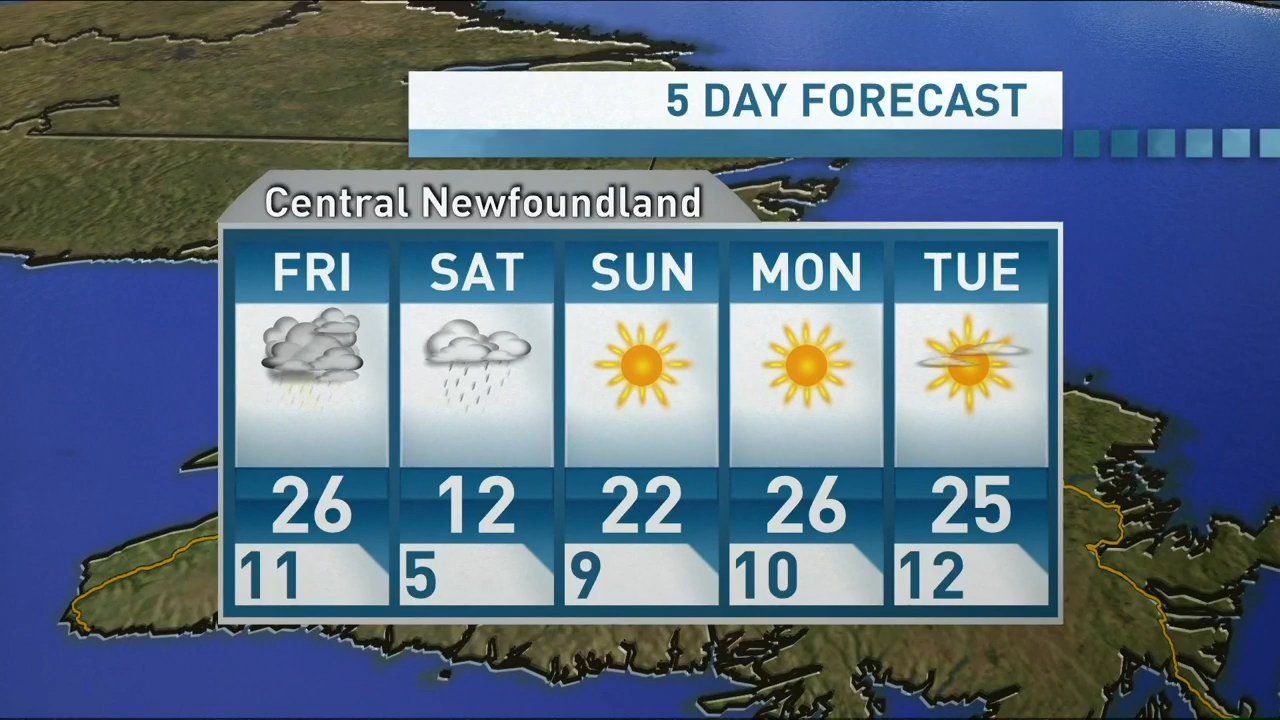 5 DAY FORECAST
Central Newfoundland
FRI SAT SUN MON TUE
26 12 22 26 25
11 5 9 10 12